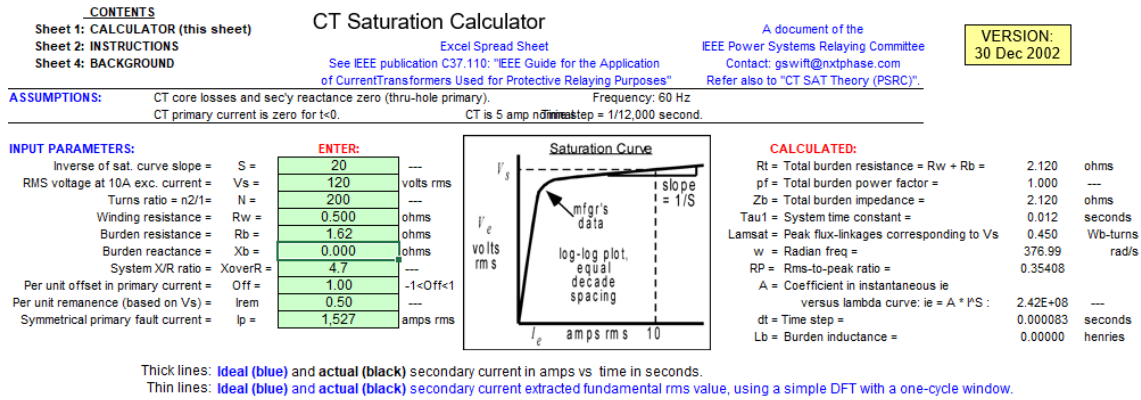 CONTENTS
Sheet 1: CALCULATOR (this sheet)
Sheet 2: INSTRUCTIONS
Sheet 4: BACKGROUND
CT Saturation Calculator
Excel Spread Sheet
See IEEE publication C37.110: "IEEE Guide for the Application
of CurrentTransformers Used for Protective Relaying Purposes"
A document of the
IEEE Power Systems Relaying Committee
Contact: gswift@nxtphase.com
Refer also to "CT SAT Theory (PSRC)".
VERSION:
30 Dec 2002
ASSUMPTIONS: CT core losses and sec'y reactance zero (thru-hole primary). Frequency: 60 Hz
CT primary current is zero for t<0. CT is 5 amp step = 1/12,000 second.
INPUT PARAMETERS: ENTER:
Inverse of sat. curve slope = S = 20 ---
RMS voltage at 10A exc. current = Vs = 120 volts rms
Turns ratio = n2/1= N = 200 ---
Winding resistance = Rw = 0.500 ohms
Burden resistance = Rb = 1.62 ohms
Burden reactance = Xb = 0.000 ohms
System X/R ratio = XoverR = 4.7 ---
Per unit offset in primary current = Off = 1.00 -1<Off<1
Per unit remanence (based on Vs) = lrem 0.50 ---
Symmetrical primary fault current = Ip = 1,527 amps rms
Saturation Curve
Vs
slope
= 1/S
mfgr's
data
Ve
volts
rms
log-log plot,
equal
decade
spacing
Ie amps rms 10
CALCULATED:
Rt = Total burden resistance = Rw + Rb = 2.120 ohms
pf = Total burden power factor = 1.000 ---
Zb = Total burden impedance = 2.120 ohms
Tau1 = System time constant = 0.012 seconds
Lamsat = Peak flux-linkages corresponding to Vs 0.450 Wb-turns
w = Radian freq = 376.99 rad/s
RP = Rms-to-peak ratio = 0.35408
A = Coefficient in instantaneous ie
versus lambda curve: ie = A * l^S : 2.42E+08 ---
dt = Time step = 0.000083 seconds
Lb = Burden inductance = 0.00000 henries
Thick lines: Ideal (blue) and actual (black) secondary current in amps vs time in seconds.
Thin lines: Ideal (blue) and actual (black) secondary current extracted fundamental rms value, using a simple DFT with a one-cycle window.